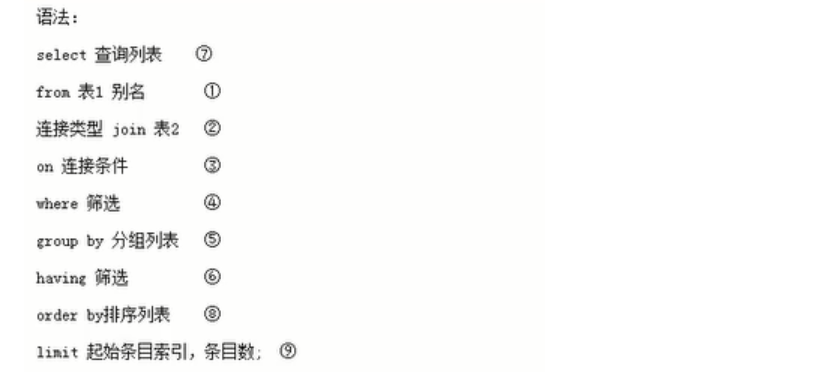 语法：
select 查询列表 ⑦
from 表1 别名 ①
连接类型 join 表2 ②
on 连接条件 ③
where 筛选 ④
group by 分组列表 ⑤
having 筛选 ⑥
order by排序列表 ⑧
limit 起始条目索引，条目数; ⑨